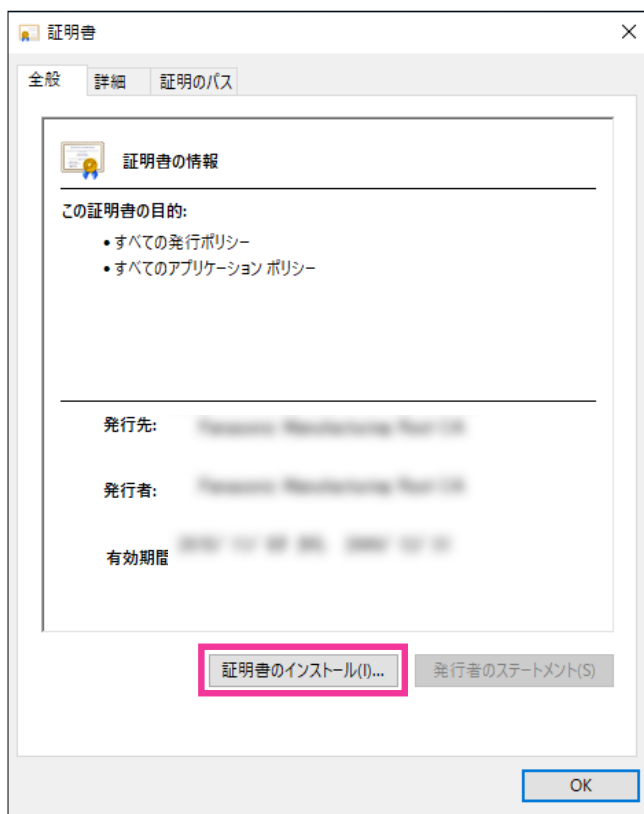 証明書
全般 詳細 証明のパス
証明書の情報
この証明書の目的:
• すべての発行ポリシー
• すべてのアプリケーション ポリシー
発行先:
発行者:
有効期間
証明書のインストール(I)... 発行者のステートメント(S)
OK